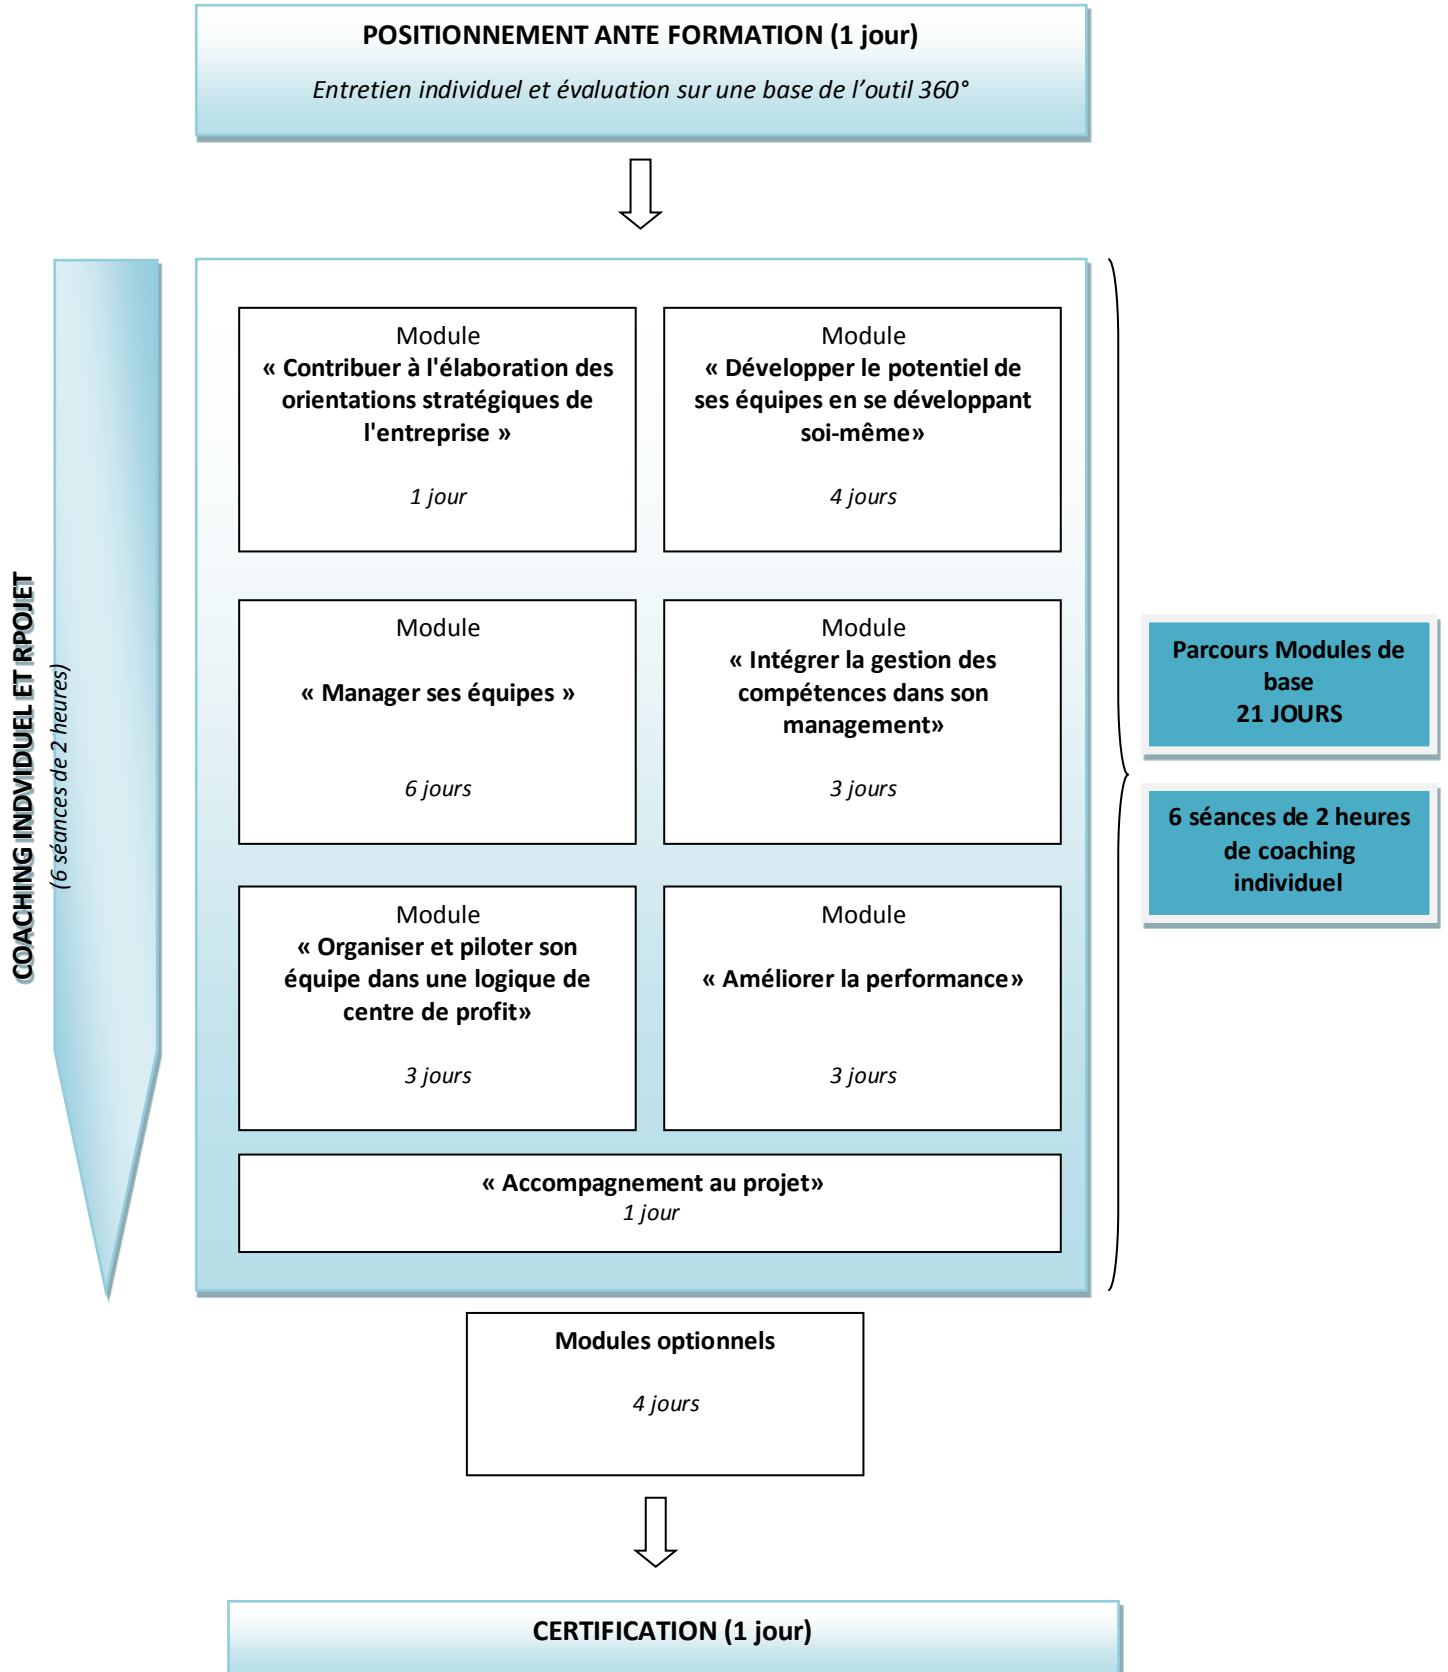 POSITIONNEMENT ANTE FORMATION (1 jour)
Entretien individuel et évaluation sur une base de l’outil 360°
COACHING INDVIDUEL ET RPOJET
(6 séances de 2 heures)
Module
« Contribuer à l'élaboration des
orientations stratégiques de
l'entreprise »
1 jour
Module
« Développer le potentiel de
ses équipes en se développant
soi-même»
4 jours
Module
« Manager ses équipes »
6 jours
Module
« Intégrer la gestion des
compétences dans son
management»
3 jours
Module
« Organiser et piloter son
équipe dans une logique de
centre de profit»
3 jours
Module
« Améliorer la performance»
3 jours
« Accompagnement au projet»
1 jour
Parcours Modules de
base
21 JOURS
6 séances de 2 heures
de coaching
individuel
Modules optionnels
4 jours
CERTIFICATION (1 jour)